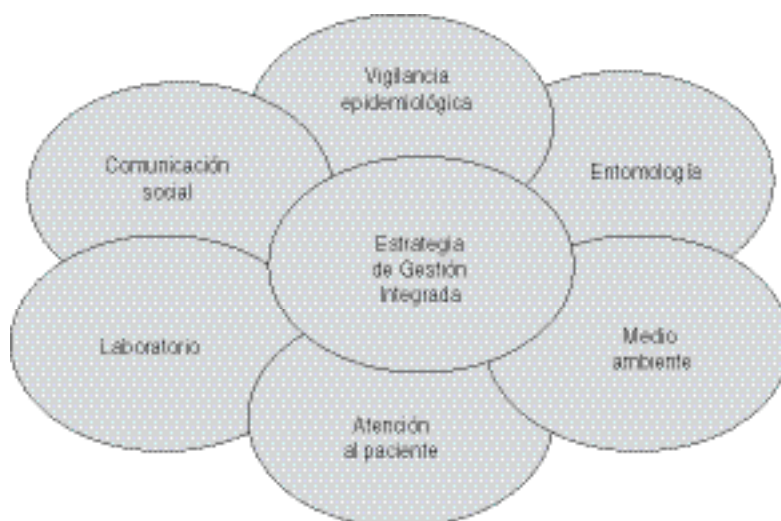 Vigilancia
epidemiológica
Comunicación
social
Entomología
Estrategia
de Gestión
Integrada
Laboratorio
Medio
ambiente
Atención
al paciente